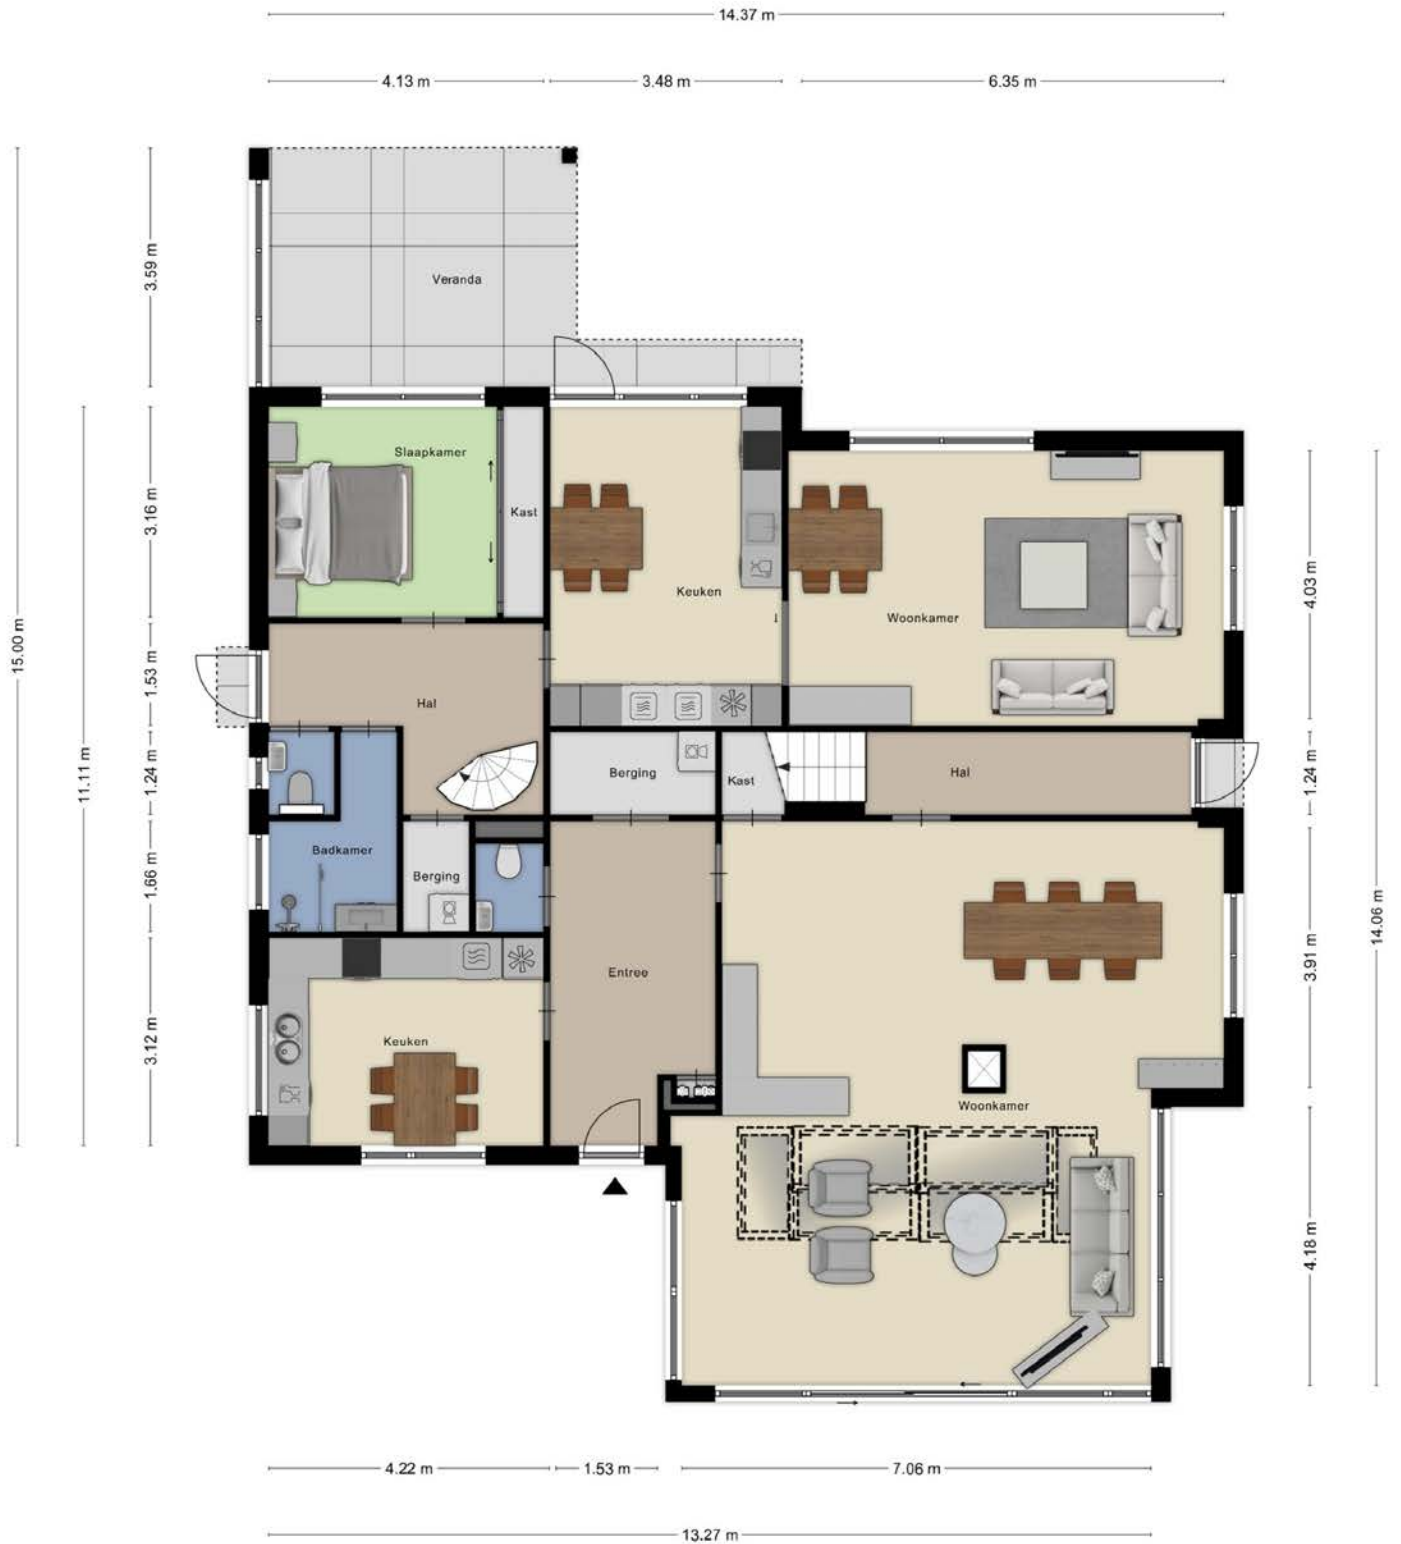 14.37 m
4.13 m
3.48 m
6.35 m
3.59 m
Veranda
Slaapkamer
3.16 m
Kast
Keuken
4.03 m
Woonkamer
15.00 m
1.53 m
Hal
11.11 m
1.24 m
Berging
Kast
Hal
1.24 m
Badkamer
1.66 m
Berging
14.06 m
3.91 m
Entree
3.12 m
Keuken
Woonkamer
4.18 m
4.22 m
1.53 m
7.06 m
13.27 m